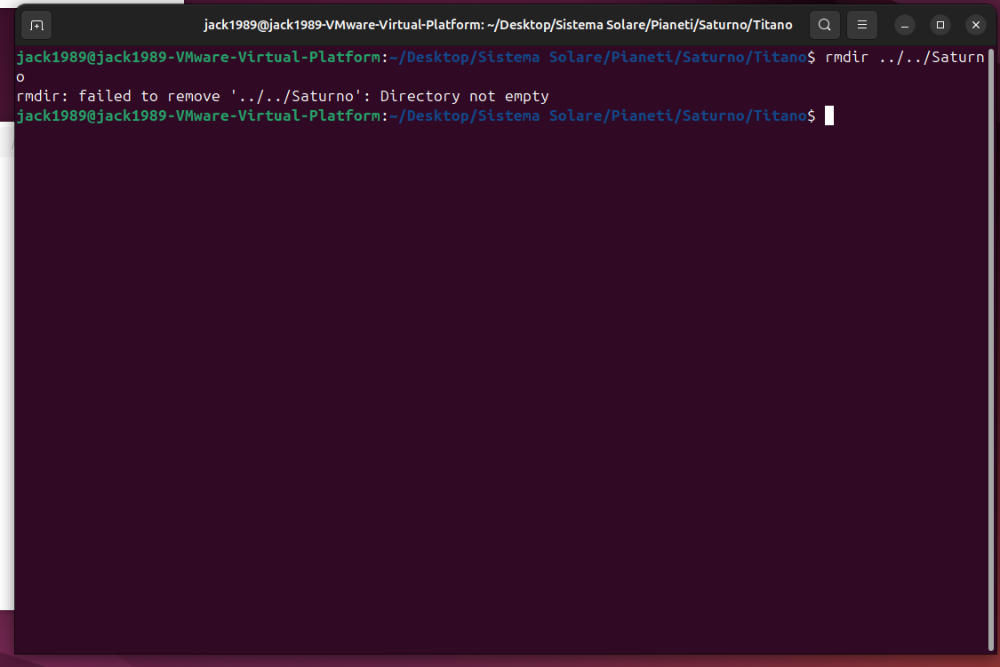 jack1989@jack1989-VMware-Virtual-Platform: ~/Desktop/Sistema Solare/Pianeti/Saturno/Titano
jack1989@jack1989-VMware-Virtual-Platform:~/Desktop/Sistema Solare/Pianeti/Saturno/Titano$ rmdir ../../Saturn
o
rmdir: failed to remove '../../Saturno': Directory not empty
jack1989@jack1989-VMware-Virtual-Platform:~/Desktop/Sistema Solare/Pianeti/Saturno/Titano$